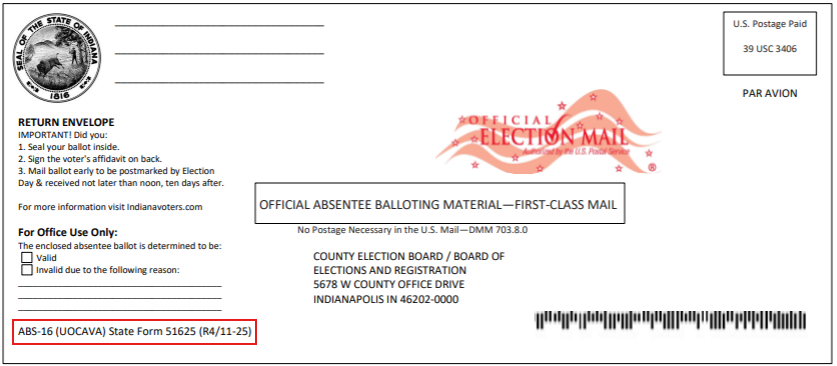 SEAL OF THE STATE OF INDIANA
1816
U.S. Postage Paid
39 USC 3406
PAR AVION
RETURN ENVELOPE
IMPORTANT! Did you:
1. Seal your ballot inside.
2. Sign the voter's affidavit on back.
3. Mail ballot early to be postmarked by Election
Day & received not later than noon, ten days after.
For more information visit Indianavoters.com
For Office Use Only:
The enclosed absentee ballot is determined to be:
Valid
Invalid due to the following reason:
ABS-16 (UOCAVA) State Form 51625 (R4/11-25)
OFFICIAL
ELECTION MAIL
Authorized by the U.S. Postal Service
®
OFFICIAL ABSENTEE BALLOTING MATERIAL—FIRST-CLASS MAIL
No Postage Necessary in the U.S. Mail—DMM 703.8.0
COUNTY ELECTION BOARD / BOARD OF
ELECTIONS AND REGISTRATION
5678 W COUNTY OFFICE DRIVE
INDIANAPOLIS IN 46202-0000